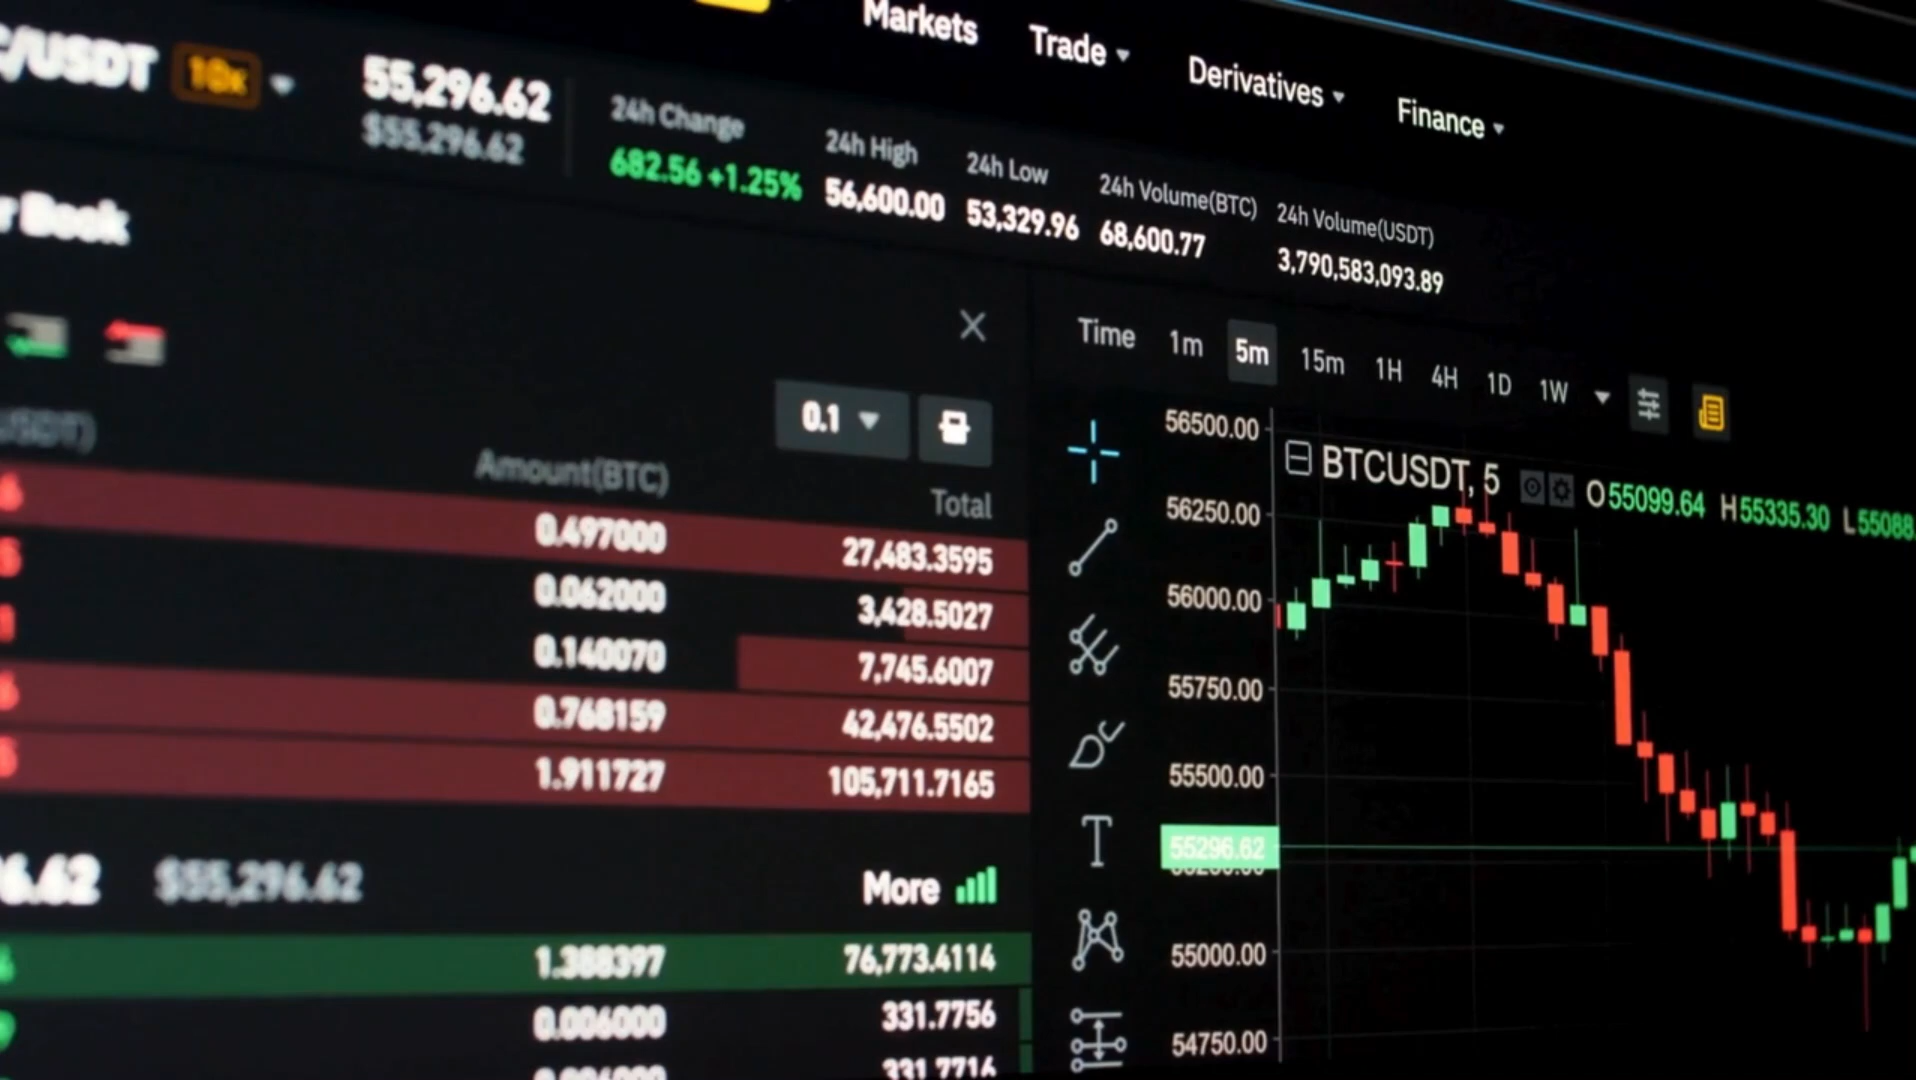 Markets Trade Derivatives Finance
/USDT 10x 55,296.62 24h Change 24h High 24h Low 24h Volume(BTC) 24h Volume(USDT)
$55,296.62 682.56 +1.25% 56,600.00 53,329.96 68,600.77 3,790,583,093.89
r Book
Time 1m 5m 15m 1H 4H 1D 1W
0.1
Amount(BTC) Total
0.497000 27,483.3595
0.062000 3,428.5027
0.140070 7,745.6007
0.768159 42,476.5502
1.911727 105,711.7165
6.62 $55,296.62 More
1.388397 76,773.4114
0.006000 331.7756
331.7714
BTCUSDT, 5 O55099.64 H55335.30 L55088.
56500.00
56250.00
56000.00
55750.00
55500.00
55296.62
55000.00
54750.00